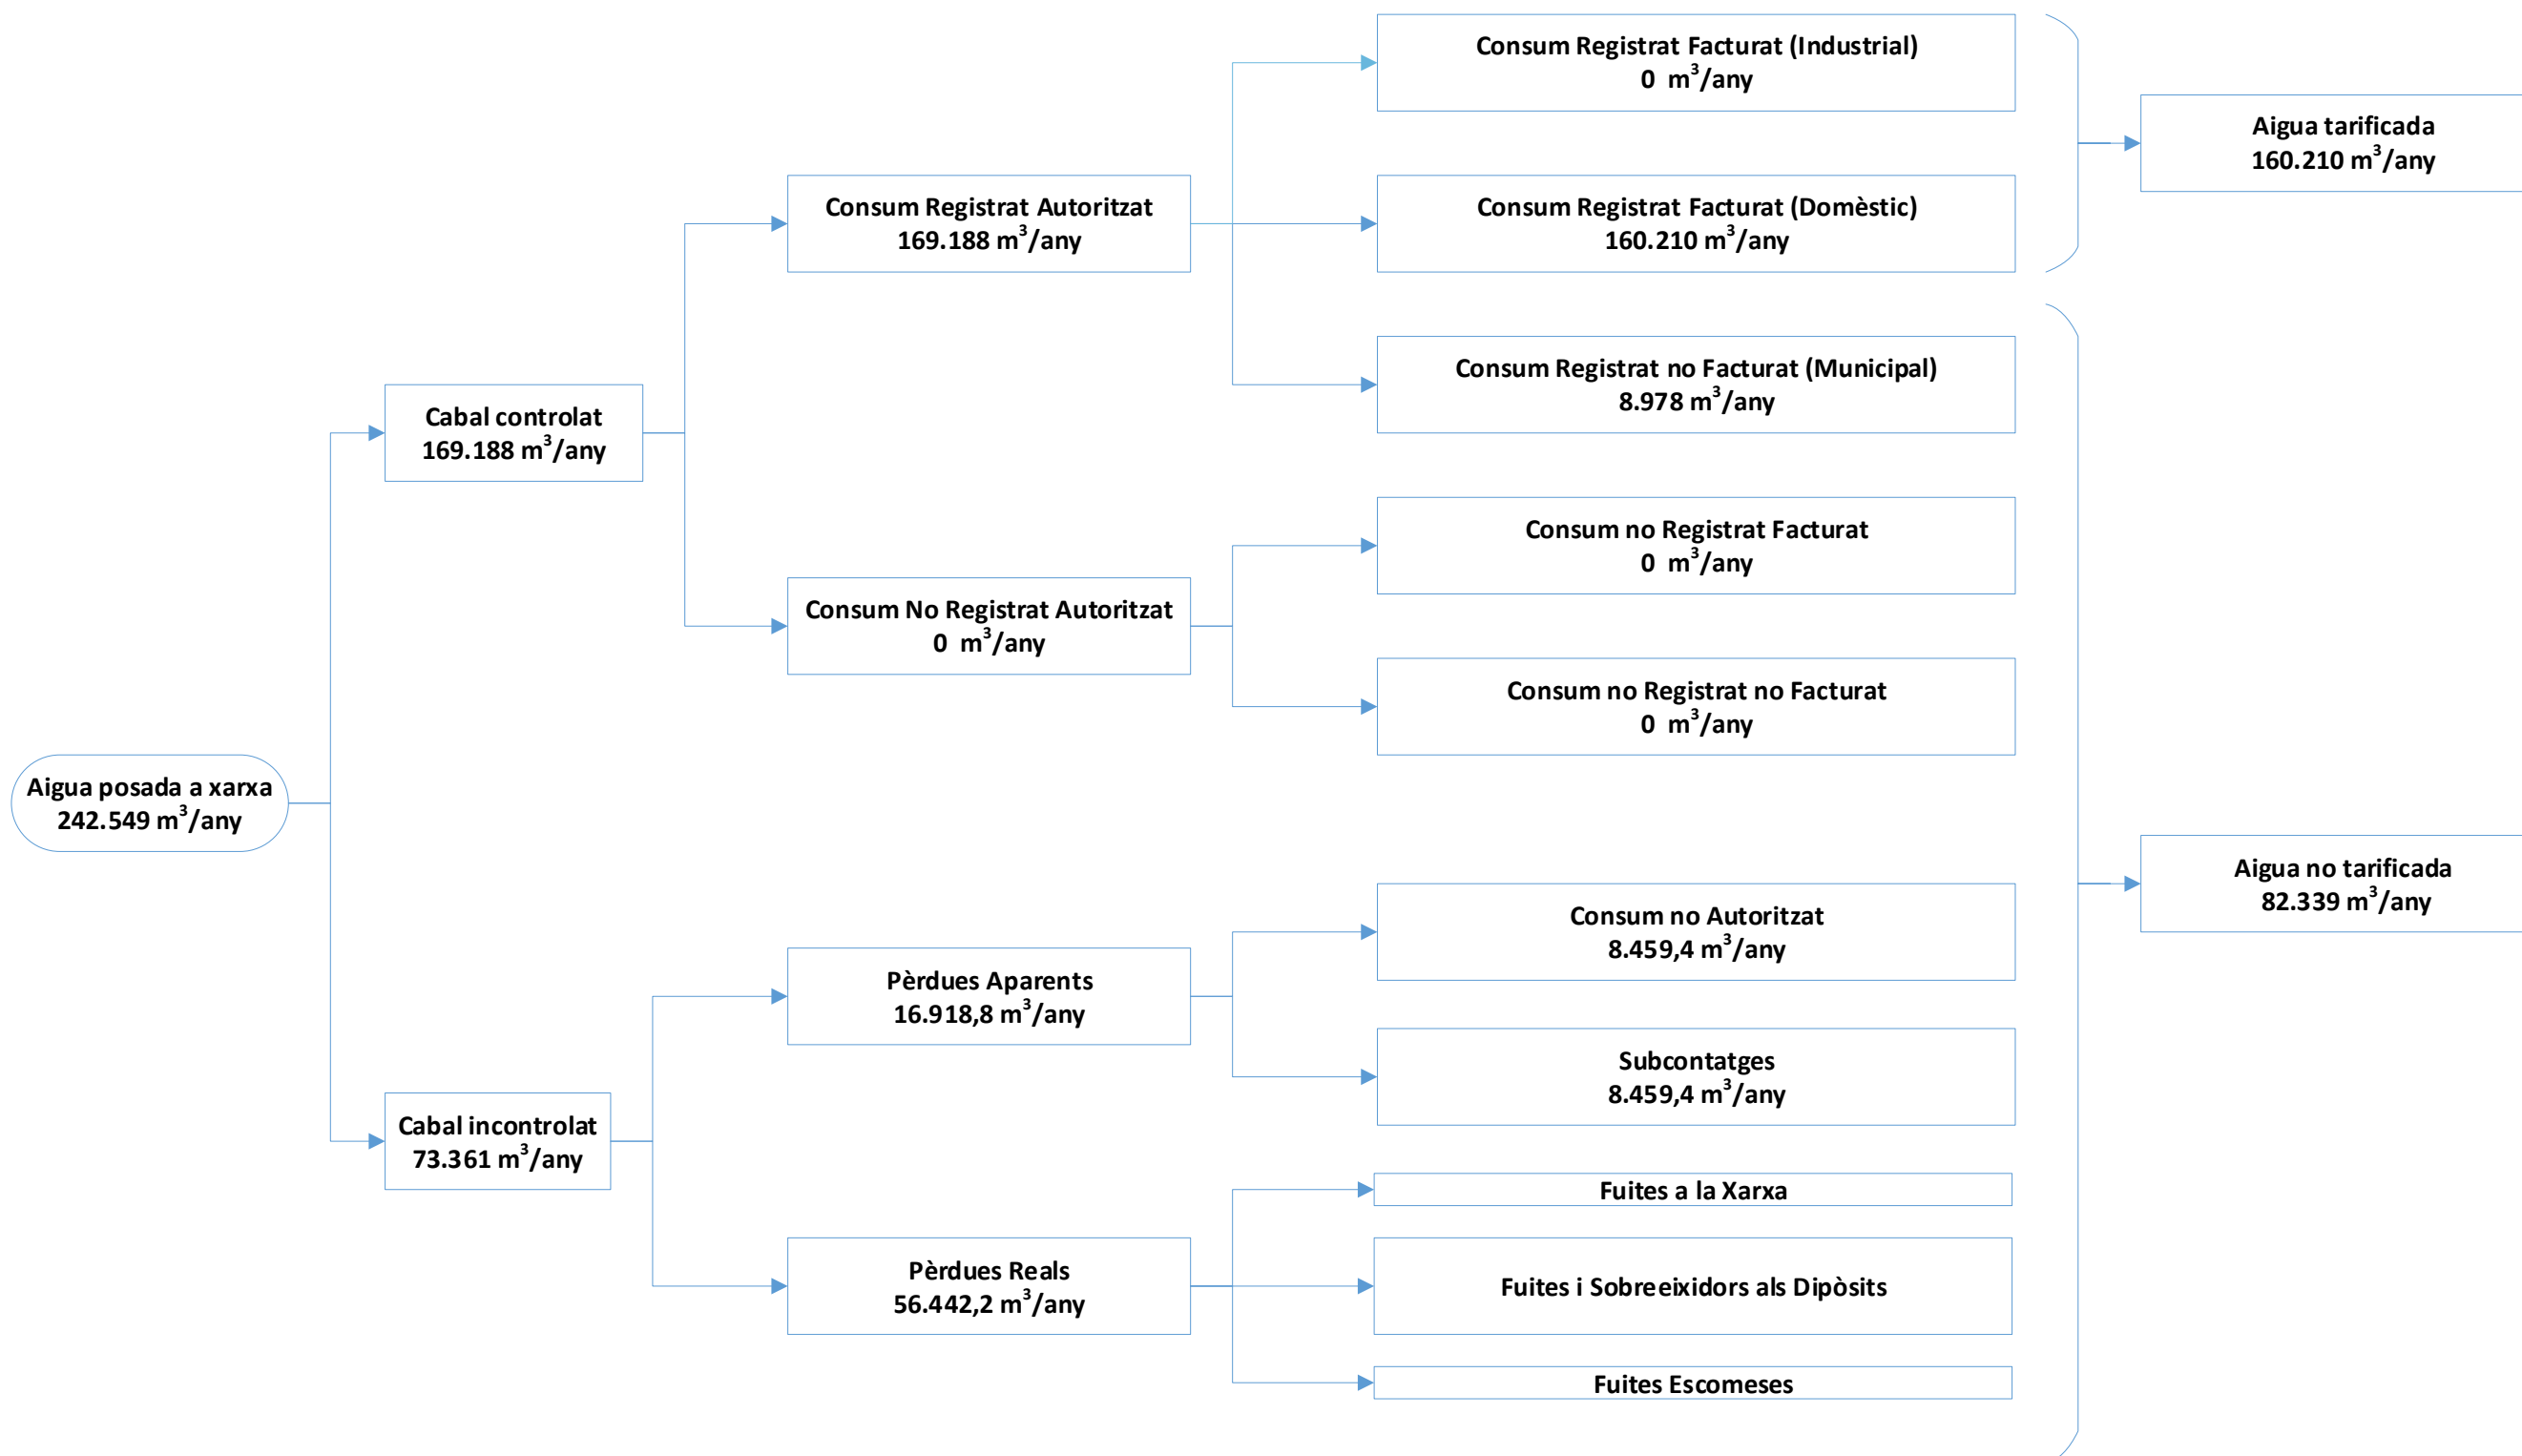 Consum Registrat Facturat (Industrial)
0 m³/any
Aigua tarificada
160.210 m³/any
Consum Registrat Autoritzat
169.188 m³/any
Consum Registrat Facturat (Domèstic)
160.210 m³/any
Consum Registrat no Facturat (Municipal)
8.978 m³/any
Cabal controlat
169.188 m³/any
Consum no Registrat Facturat
0 m³/any
Consum No Registrat Autoritzat
0 m³/any
Consum no Registrat no Facturat
0 m³/any
Aigua posada a xarxa
242.549 m³/any
Aigua no tarificada
82.339 m³/any
Consum no Autoritzat
8.459,4 m³/any
Pèrdues Aparents
16.918,8 m³/any
Subcontatges
8.459,4 m³/any
Cabal incontrolat
73.361 m³/any
Fuites a la Xarxa
Pèrdues Reals
56.442,2 m³/any
Fuites i Sobreeixidors als Dipòsits
Fuites Escomeses